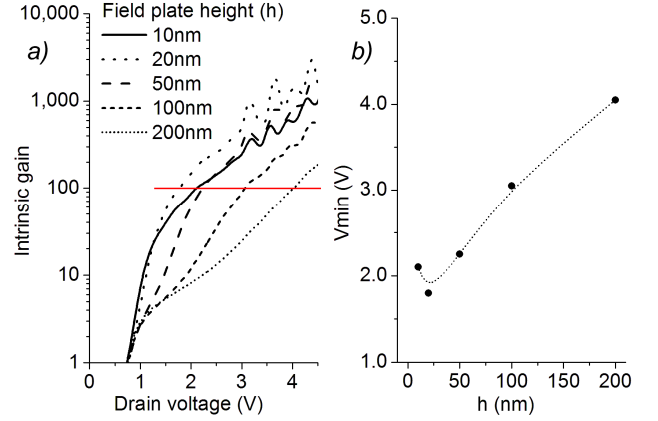 a)
Field plate height (h)
10nm
20nm
50nm
100nm
200nm
10,000
1,000
100
10
1
Intrinsic gain
0 1 2 3 4
Drain voltage (V)
b)
5.0
4.0
3.0
2.0
1.0
Vmin (V)
0 50 100 150 200
h (nm)